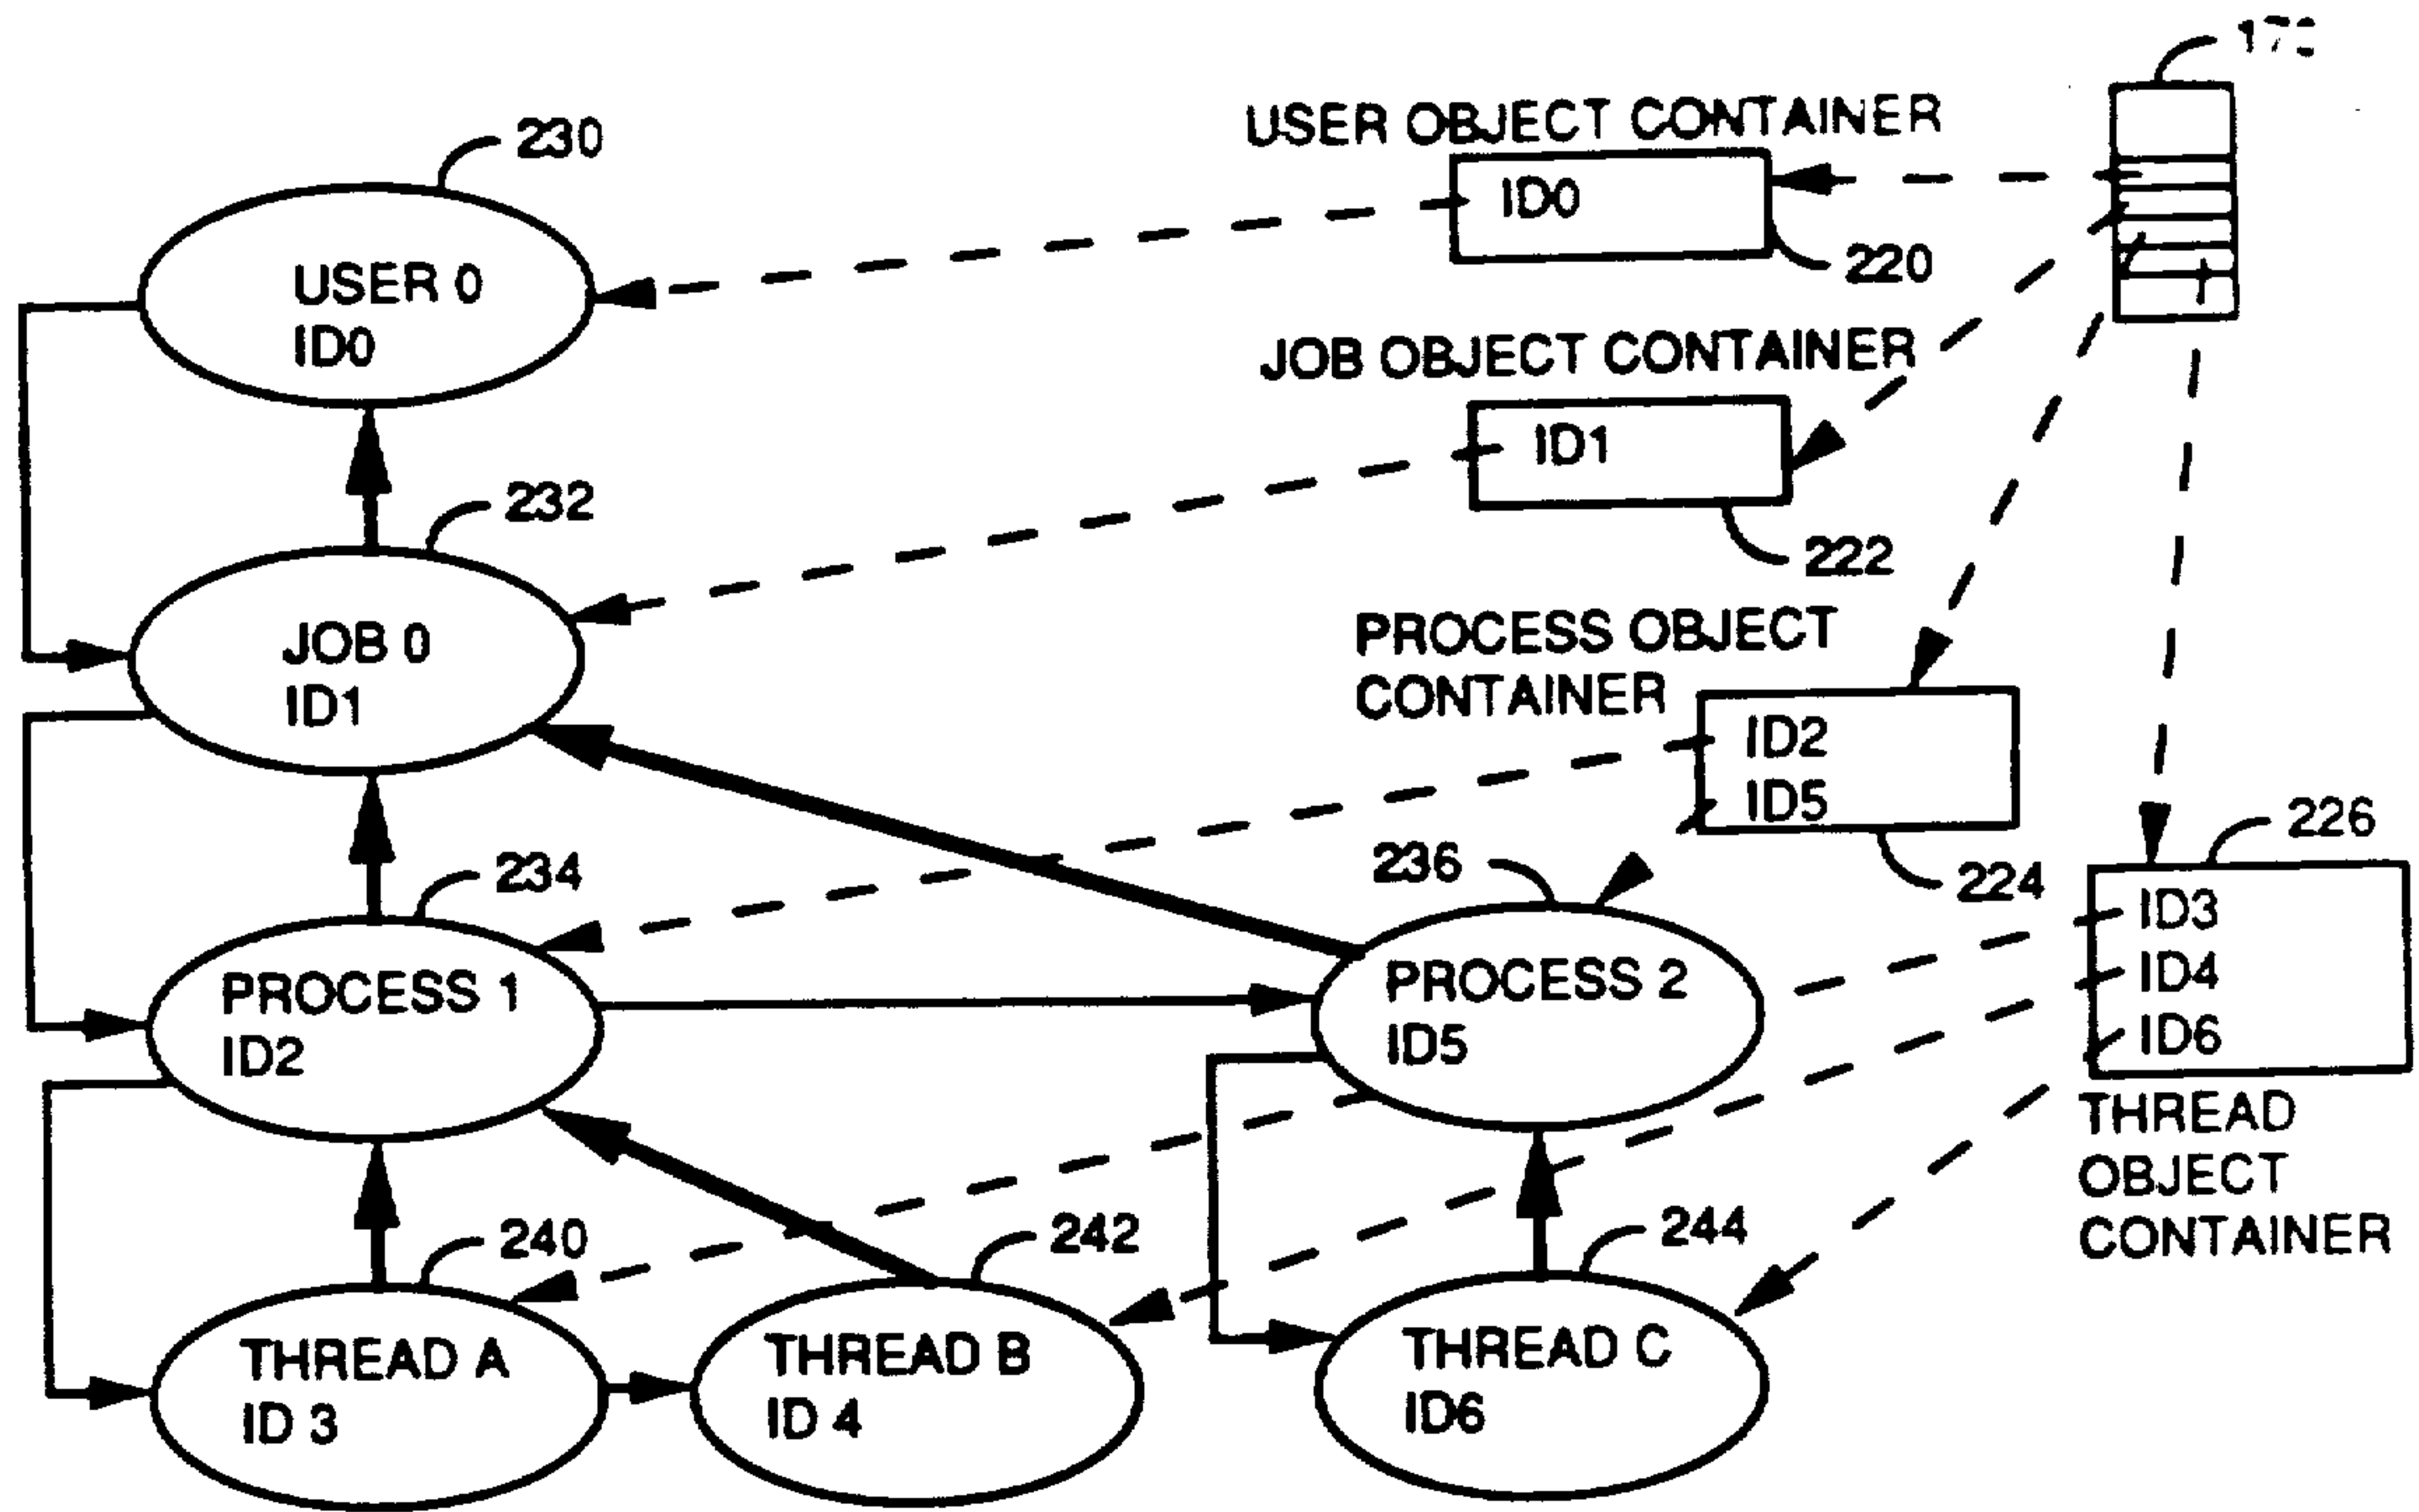 230
USER 0
ID0
232
JOB 0
ID1
234
PROCESS 1
ID2
240
THREAD A
ID 3
242
THREAD B
ID 4
236
PROCESS 2
ID5
244
THREAD C
ID6
USER OBJECT CONTAINER
ID0
220
JOB OBJECT CONTAINER
ID1
222
PROCESS OBJECT
CONTAINER
ID2
ID5
224
226
ID3
ID4
ID6
THREAD
OBJECT
CONTAINER